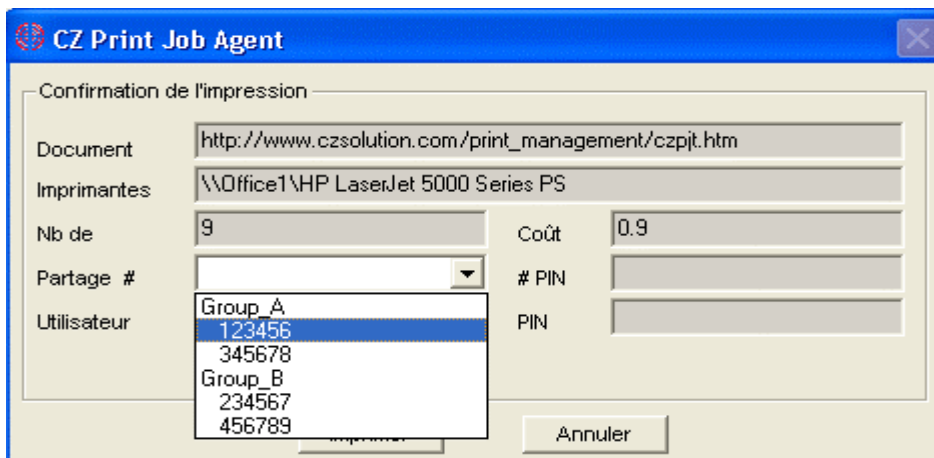 CZ Print Job Agent
Confirmation de l'impression
Document http://www.czsolution.com/print_management/czpjt.htm
Imprimantes \\Office1\HP LaserJet 5000 Series PS
Nb de 9 Coût 0.9
Partage # # PIN
Group_A
Utilisateur PIN
123456
345678
Group_B
234567
456789
Annuler